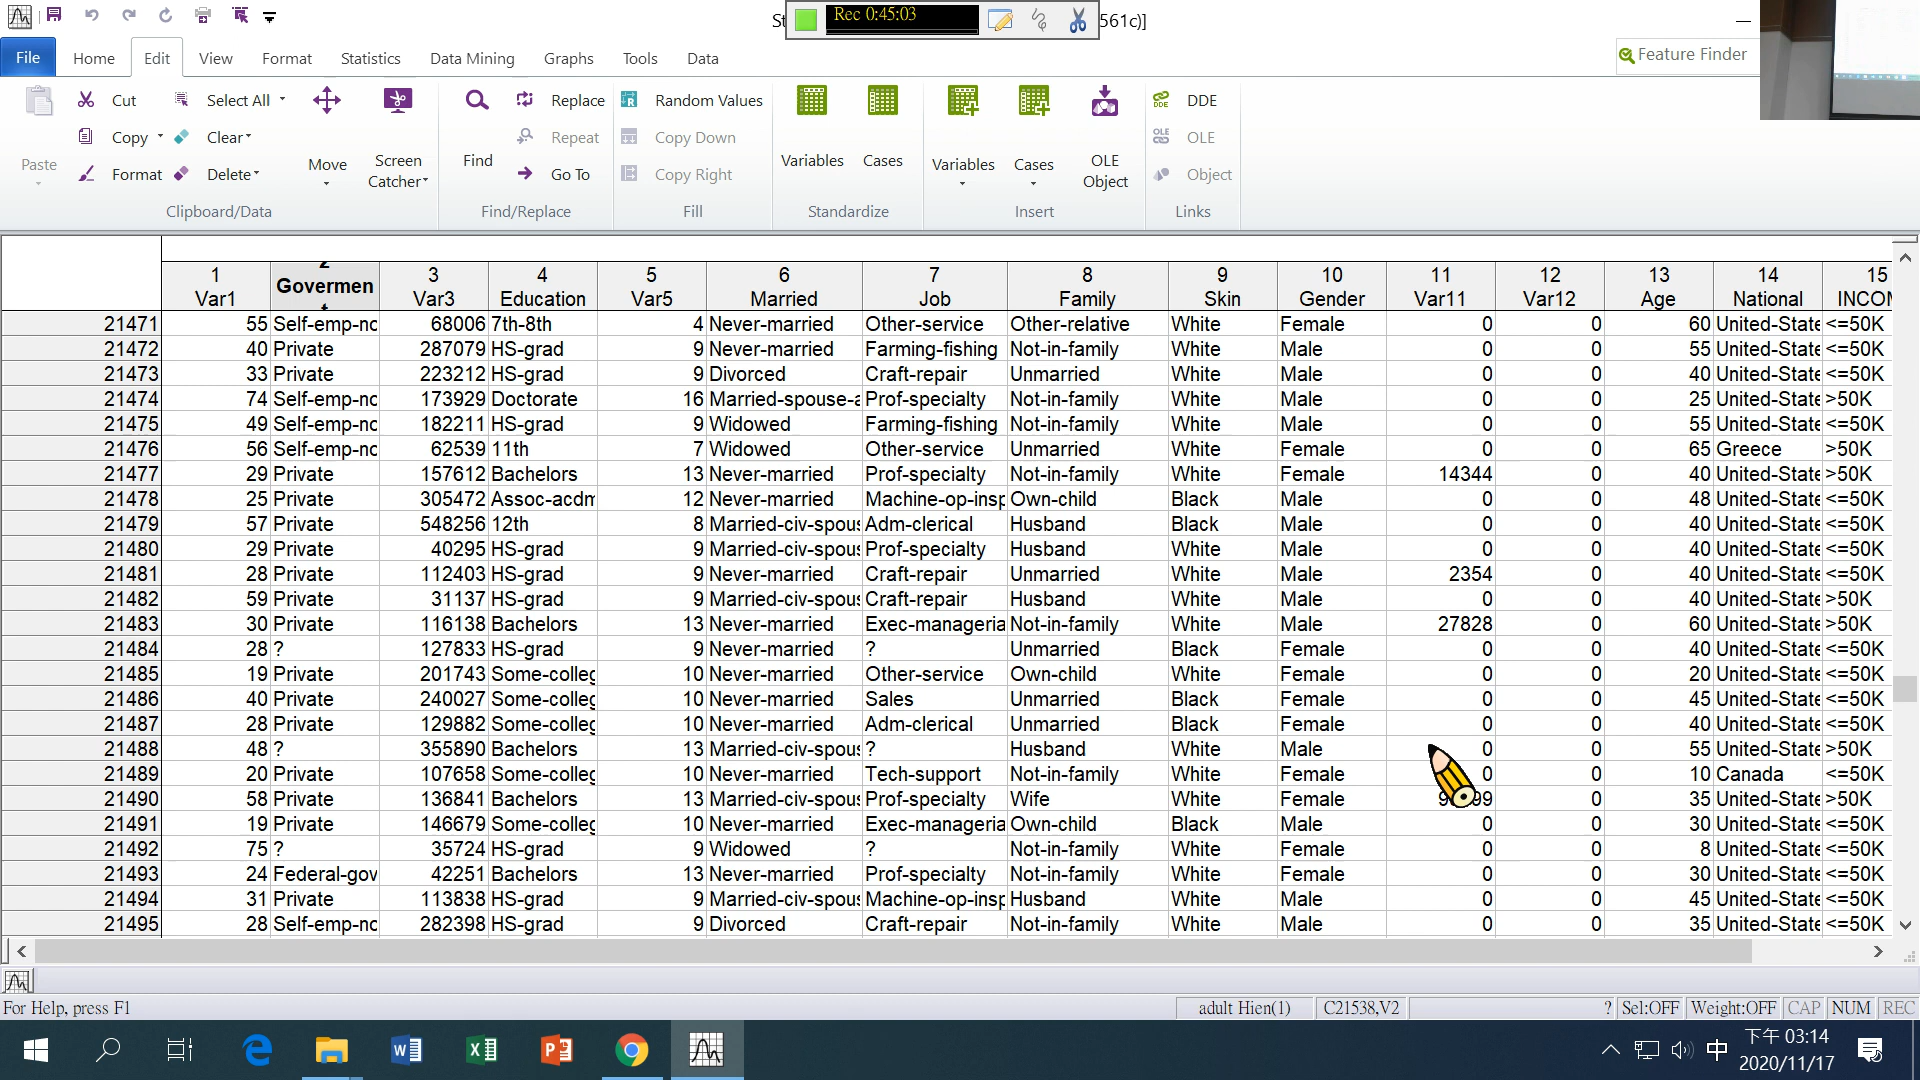 Rec 0:45:03
561c)]
File Home Edit View Format Statistics Data Mining Graphs Tools Data
Feature Finder
Paste Cut Copy Format Select All Clear Delete Move Screen Catcher
Clipboard/Data
Find Replace Repeat Go To
Find/Replace
Random Values Copy Down Copy Right
Fill
Variables Cases
Standardize
Variables Cases OLE Object
Insert
DDE OLE Object
Links
1 2 3 4 5 6 7 8 9 10 11 12 13 14 15
Var1 Govermen t Var3 Education Var5 Married Job Family Skin Gender Var11 Var12 Age National INCOM
21471 55 Self-emp-no 68006 7th-8th 4 Never-married Other-service Other-relative White Female 0 0 60 United-State <=50K
21472 40 Private 287079 HS-grad 9 Never-married Farming-fishing Not-in-family White Male 0 0 55 United-State <=50K
21473 33 Private 223212 HS-grad 9 Divorced Craft-repair Unmarried White Male 0 0 40 United-State <=50K
21474 74 Self-emp-no 173929 Doctorate 16 Married-spouse-a Prof-specialty Not-in-family White Male 0 0 25 United-State >50K
21475 49 Self-emp-no 182211 HS-grad 9 Widowed Farming-fishing Not-in-family White Male 0 0 55 United-State <=50K
21476 56 Self-emp-no 62539 11th 7 Widowed Other-service Unmarried White Female 0 0 65 Greece >50K
21477 29 Private 157612 Bachelors 13 Never-married Prof-specialty Not-in-family White Female 14344 0 40 United-State >50K
21478 25 Private 305472 Assoc-acdm 12 Never-married Machine-op-insp Own-child Black Male 0 0 48 United-State <=50K
21479 57 Private 548256 12th 8 Married-civ-spous Adm-clerical Husband Black Male 0 0 40 United-State <=50K
21480 29 Private 40295 HS-grad 9 Married-civ-spous Prof-specialty Husband White Male 0 0 40 United-State <=50K
21481 28 Private 112403 HS-grad 9 Never-married Craft-repair Unmarried White Male 2354 0 40 United-State <=50K
21482 59 Private 31137 HS-grad 9 Married-civ-spous Craft-repair Husband White Male 0 0 40 United-State >50K
21483 30 Private 116138 Bachelors 13 Never-married Exec-manageria Not-in-family White Male 27828 0 60 United-State >50K
21484 28 ? 127833 HS-grad 9 Never-married ? Unmarried Black Female 0 0 40 United-State <=50K
21485 19 Private 201743 Some-colleg 10 Never-married Other-service Own-child White Female 0 0 20 United-State <=50K
21486 40 Private 240027 Some-colleg 10 Never-married Sales Unmarried Black Female 0 0 45 United-State <=50K
21487 28 Private 129882 Some-colleg 10 Never-married Adm-clerical Unmarried Black Female 0 0 40 United-State <=50K
21488 48 ? 355890 Bachelors 13 Married-civ-spous ? Husband White Male 0 0 55 United-State >50K
21489 20 Private 107658 Some-colleg 10 Never-married Tech-support Not-in-family White Female 0 0 10 Canada <=50K
21490 58 Private 136841 Bachelors 13 Married-civ-spous Prof-specialty Wife White Female 0 35 United-State >50K
21491 19 Private 146679 Some-colleg 10 Never-married Exec-manageria Own-child Black Male 0 0 30 United-State <=50K
21492 75 ? 35724 HS-grad 9 Widowed ? Not-in-family White Female 0 0 8 United-State <=50K
21493 24 Federal-gov 42251 Bachelors 13 Never-married Prof-specialty Not-in-family White Female 0 0 30 United-State <=50K
21494 31 Private 113838 HS-grad 9 Married-civ-spous Machine-op-insp Husband White Male 0 0 45 United-State <=50K
21495 28 Self-emp-no 282398 HS-grad 9 Divorced Craft-repair Not-in-family White Male 0 0 35 United-State <=50K
For Help, press F1 adult Hien(1) C21538,V2 ? Sel:OFF Weight:OFF CAP NUM REC
中 下午 03:14
2020/11/17